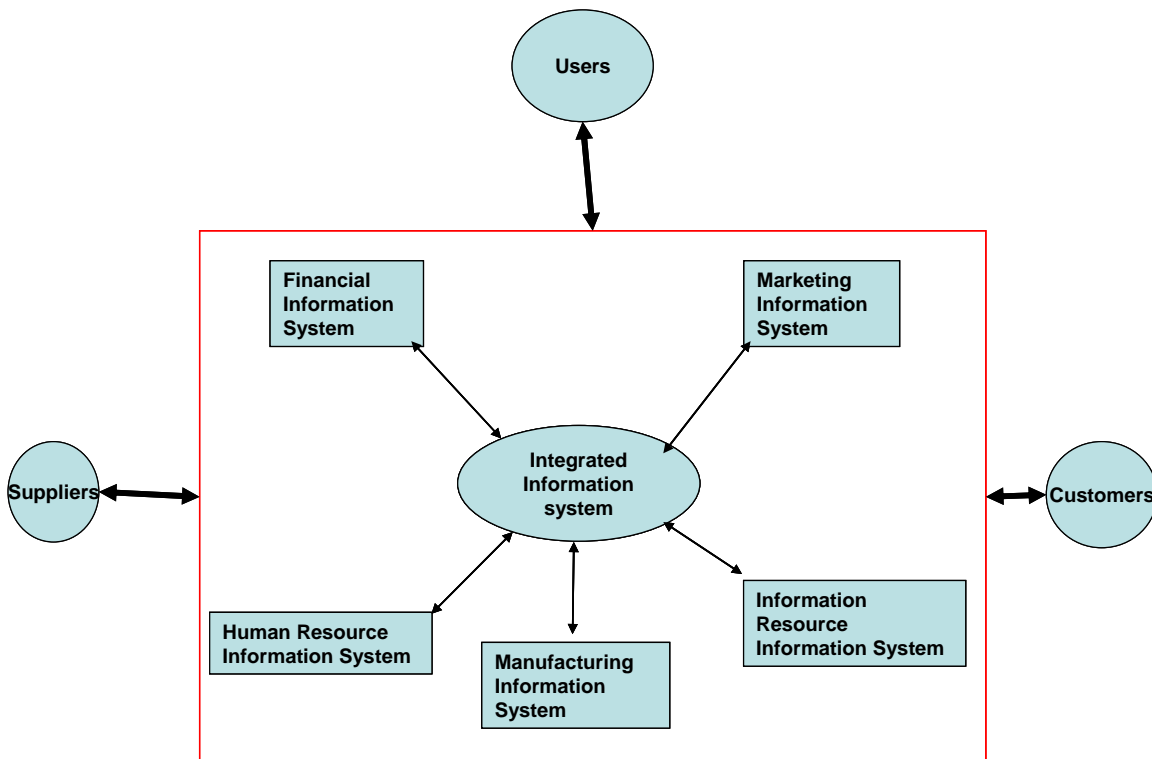 Users
Financial
Information
System
Marketing
Information
System
Suppliers
Integrated
Information
system
Customers
Human Resource
Information System
Manufacturing
Information
System
Information
Resource
Information System